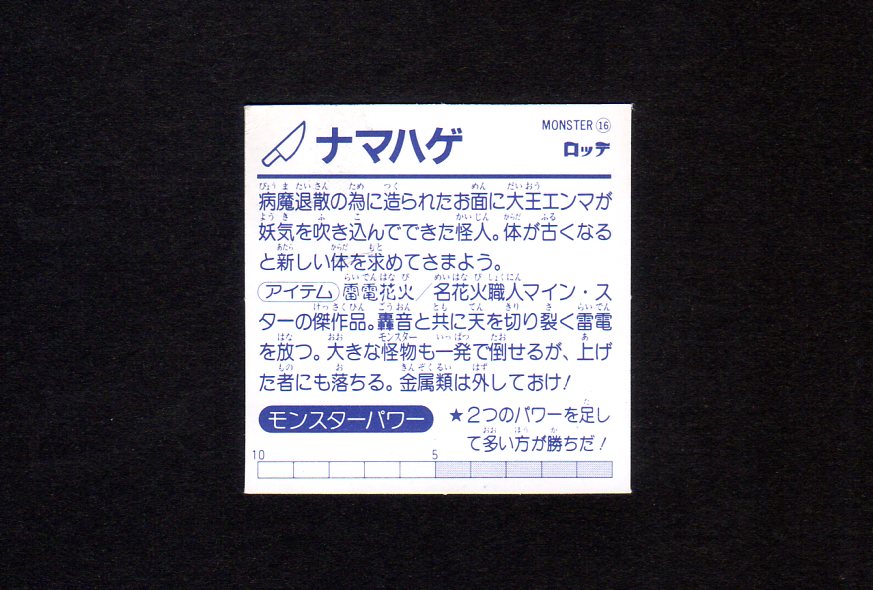 MONSTER ⑯
ナマハゲ
ロッテ
病魔退散の為に造られたお面に大王エンマが
妖気を吹き込んでできた怪人。体が古くなる
と新しい体を求めてさまよう。
アイテム 雷電花火／名花火職人マイン・ス
ターの傑作品。轟音と共に天を切り裂く雷電
を放つ。大きな怪物も一発で倒せるが、上げ
た者にも落ちる。金属類は外しておけ！
モンスターパワー ★2つのパワーを足し
て多い方が勝ちだ！
10 5